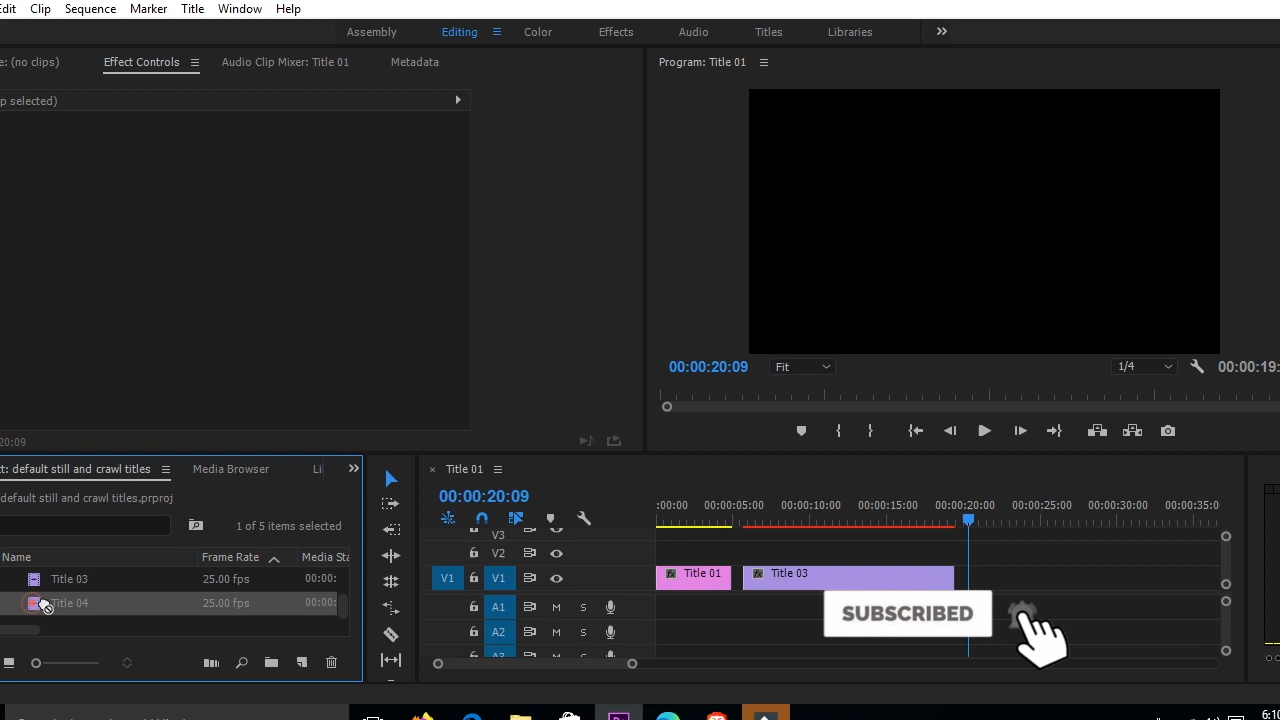 Edit Clip Sequence Marker Title Window Help
Assembly Editing Color Effects Audio Titles Libraries
e: (no clips) Effect Controls Audio Clip Mixer: Title 01 Metadata Program: Title 01
p selected)
00:00:20:09 Fit 1/4 00:00:19:
20:09
ct: default still and crawl titles Media Browser Li Title 01
default still and crawl titles.prproj 00:00:20:09
1 of 5 items selected :00:00 00:00:05:00 00:00:10:00 00:00:15:00 00:00:20:00 00:00:25:00 00:00:30:00 00:00:35:0
V3
Name Frame Rate Media Sta V2
Title 03 25.00 fps 00:00: V1 V1 Title 01 Title 03
Title 04 25.00 fps 00:00: A1 M S
SUBSCRIBED
A2 M S
A3 M S
6:10